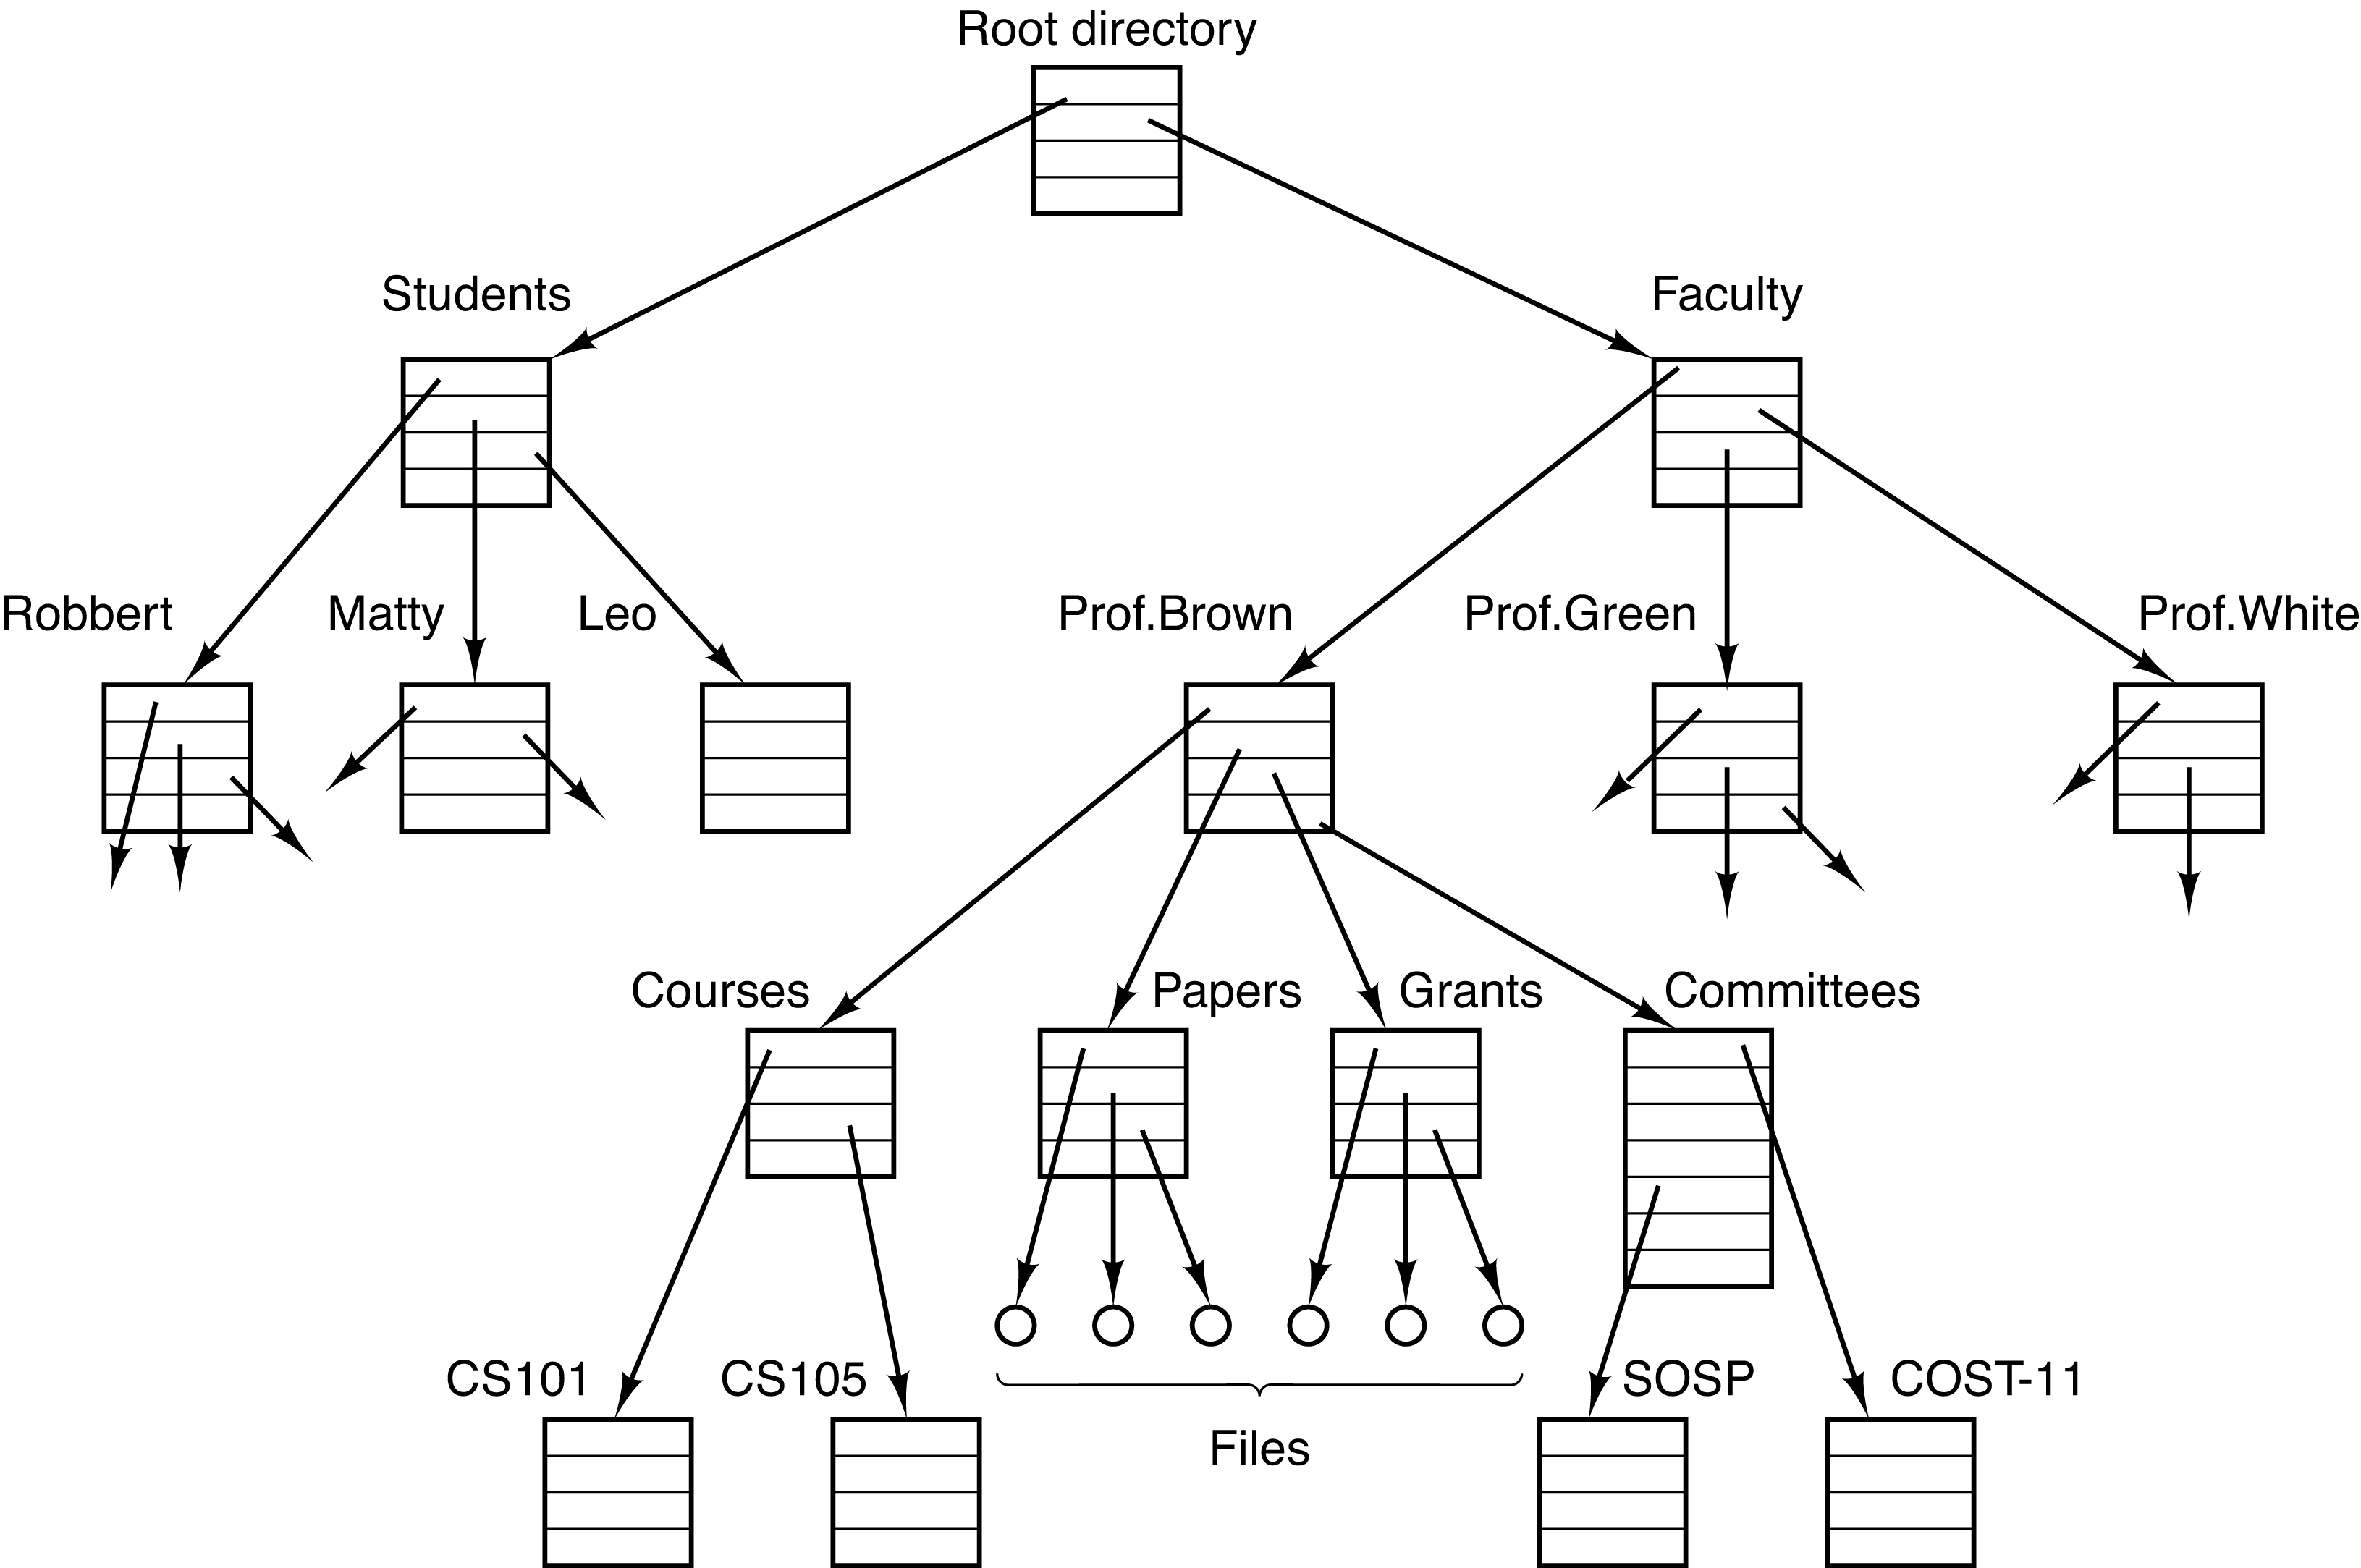 Root directory
Students
Faculty
Robbert
Matty
Leo
Prof.Brown
Prof.Green
Prof.White
Courses
Papers
Grants
Committees
CS101
CS105
SOSP
COST-11
Files